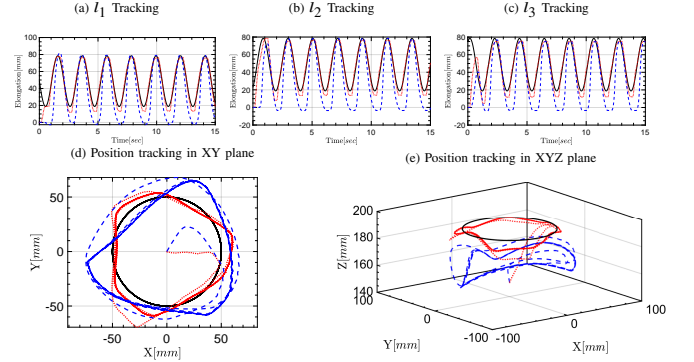 (a) l1 Tracking
(b) l2 Tracking
(c) l3 Tracking
Elongation[mm]
100
80
60
40
20
0
0
5
10
15
Time[sec]
Elongation[mm]
80
60
40
20
0
-20
0
5
10
15
Time[sec]
Elongation[mm]
80
60
40
20
0
-20
0
5
10
15
Time[sec]
(d) Position tracking in XY plane
Y[mm]
50
0
-50
-50
0
50
X[mm]
(e) Position tracking in XYZ plane
Z[mm]
200
180
160
140
100
0
-100
Y[mm]
-100
0
100
X[mm]